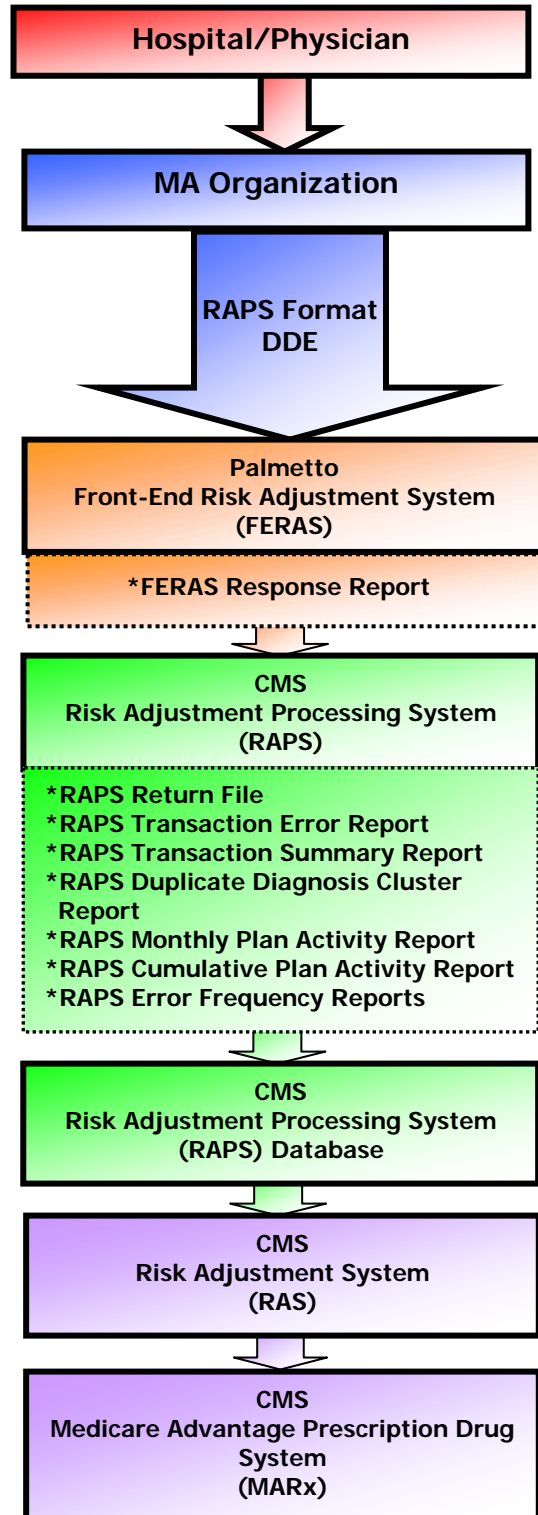 Hospital/Physician
MA Organization
RAPS Format
DDE
Palmetto
Front-End Risk Adjustment System
(FERAS)
*FERAS Response Report
CMS
Risk Adjustment Processing System
(RAPS)
*RAPS Return File
*RAPS Transaction Error Report
*RAPS Transaction Summary Report
*RAPS Duplicate Diagnosis Cluster
Report
*RAPS Monthly Plan Activity Report
*RAPS Cumulative Plan Activity Report
*RAPS Error Frequency Reports
CMS
Risk Adjustment Processing System
(RAPS) Database
CMS
Risk Adjustment System
(RAS)
CMS
Medicare Advantage Prescription Drug
System
(MARx)